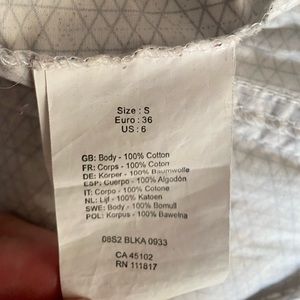 Size : S
Euro : 36
US : 6
GB: Body - 100% Cotton
FR: Corps - 100% Coton
DE: Körper - 100% Baumwolle
ESP: Cuerpo - 100% Algodón
IT: Corpo - 100% Cotone
NL: Lijf - 100% Katoen
SWE: Body - 100% Bomull
POL: Korpus - 100% Bawelna
08S2 BLKA 0933
CA 45102
RN 111817